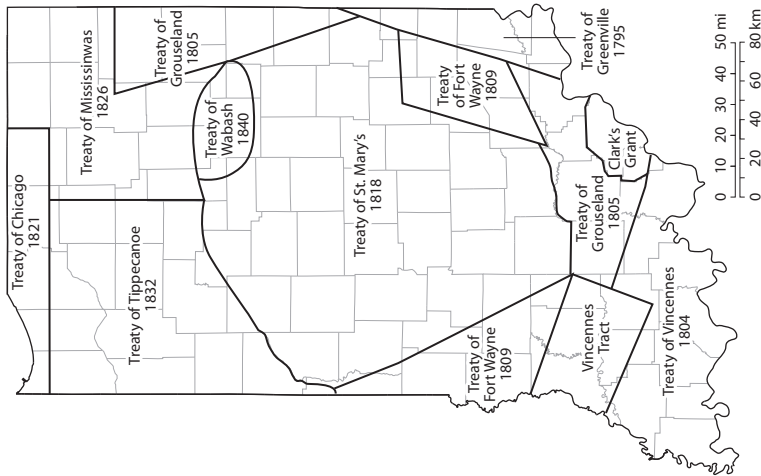 Treaty of Chicago
1821
Treaty of Mississinwas
1826
Treaty of
Grouseland
1805
Treaty of Tippecanoe
1832
Treaty of
Wabash
1840
Treaty of St. Mary's
1818
Treaty
of Fort
Wayne
1809
Treaty of
Greenville
1795
Treaty of
Fort Wayne
1809
Treaty of
Grouseland
1805
Clark's
Grant
Vincennes
Tract
Treaty of Vincennes
1804
0 10 20 30 40 50 mi
0 20 40 60 80 km